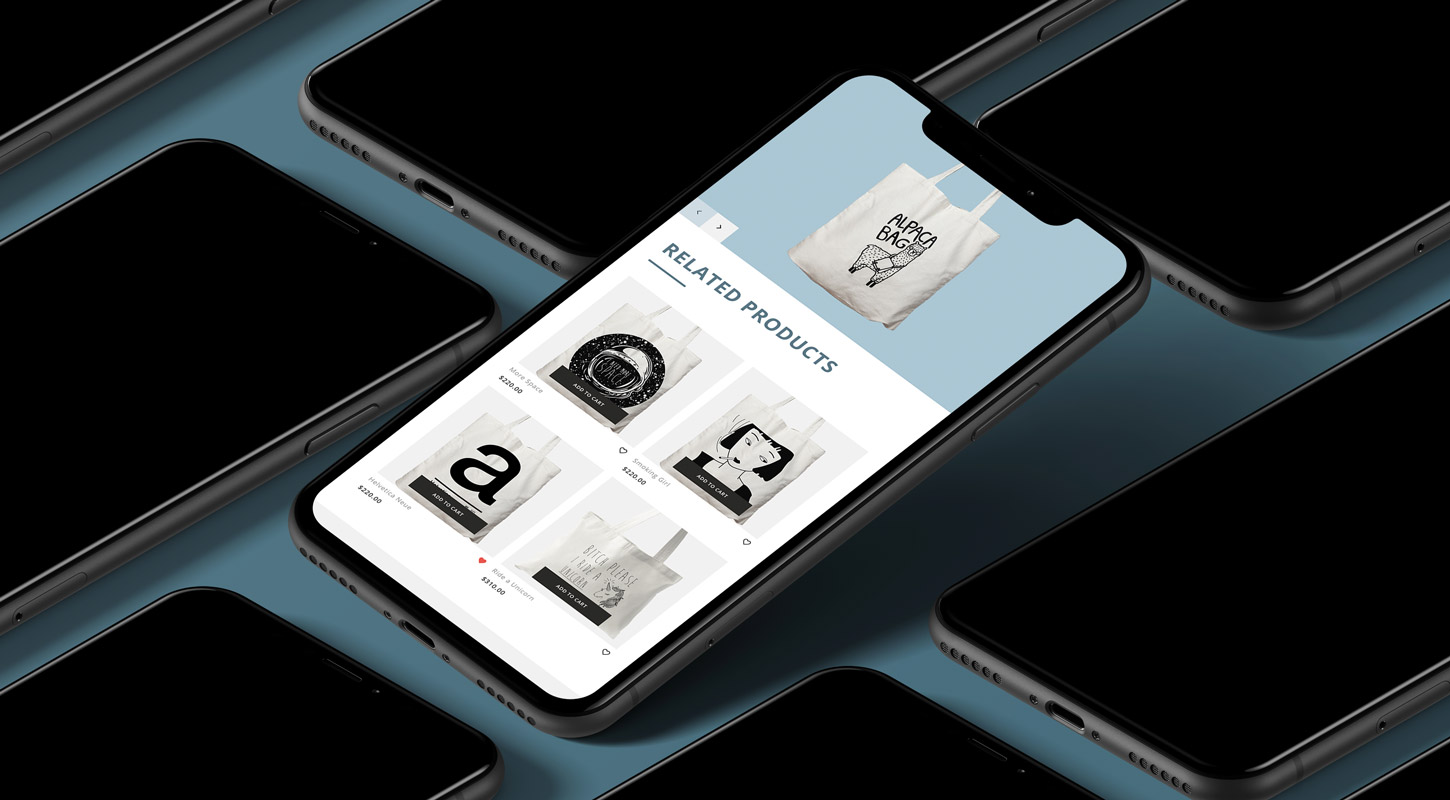 ALPACA
BAG
RELATED PRODUCTS
ADD TO CART
More Space
$220.00
ADD TO CART
Smoking Girl
$220.00
a
ADD TO CART
Helvetica Neue
$220.00
BITCH PLEASE
I RIDE A
UNICORN
ADD TO CART
Ride a Unicorn
$310.00